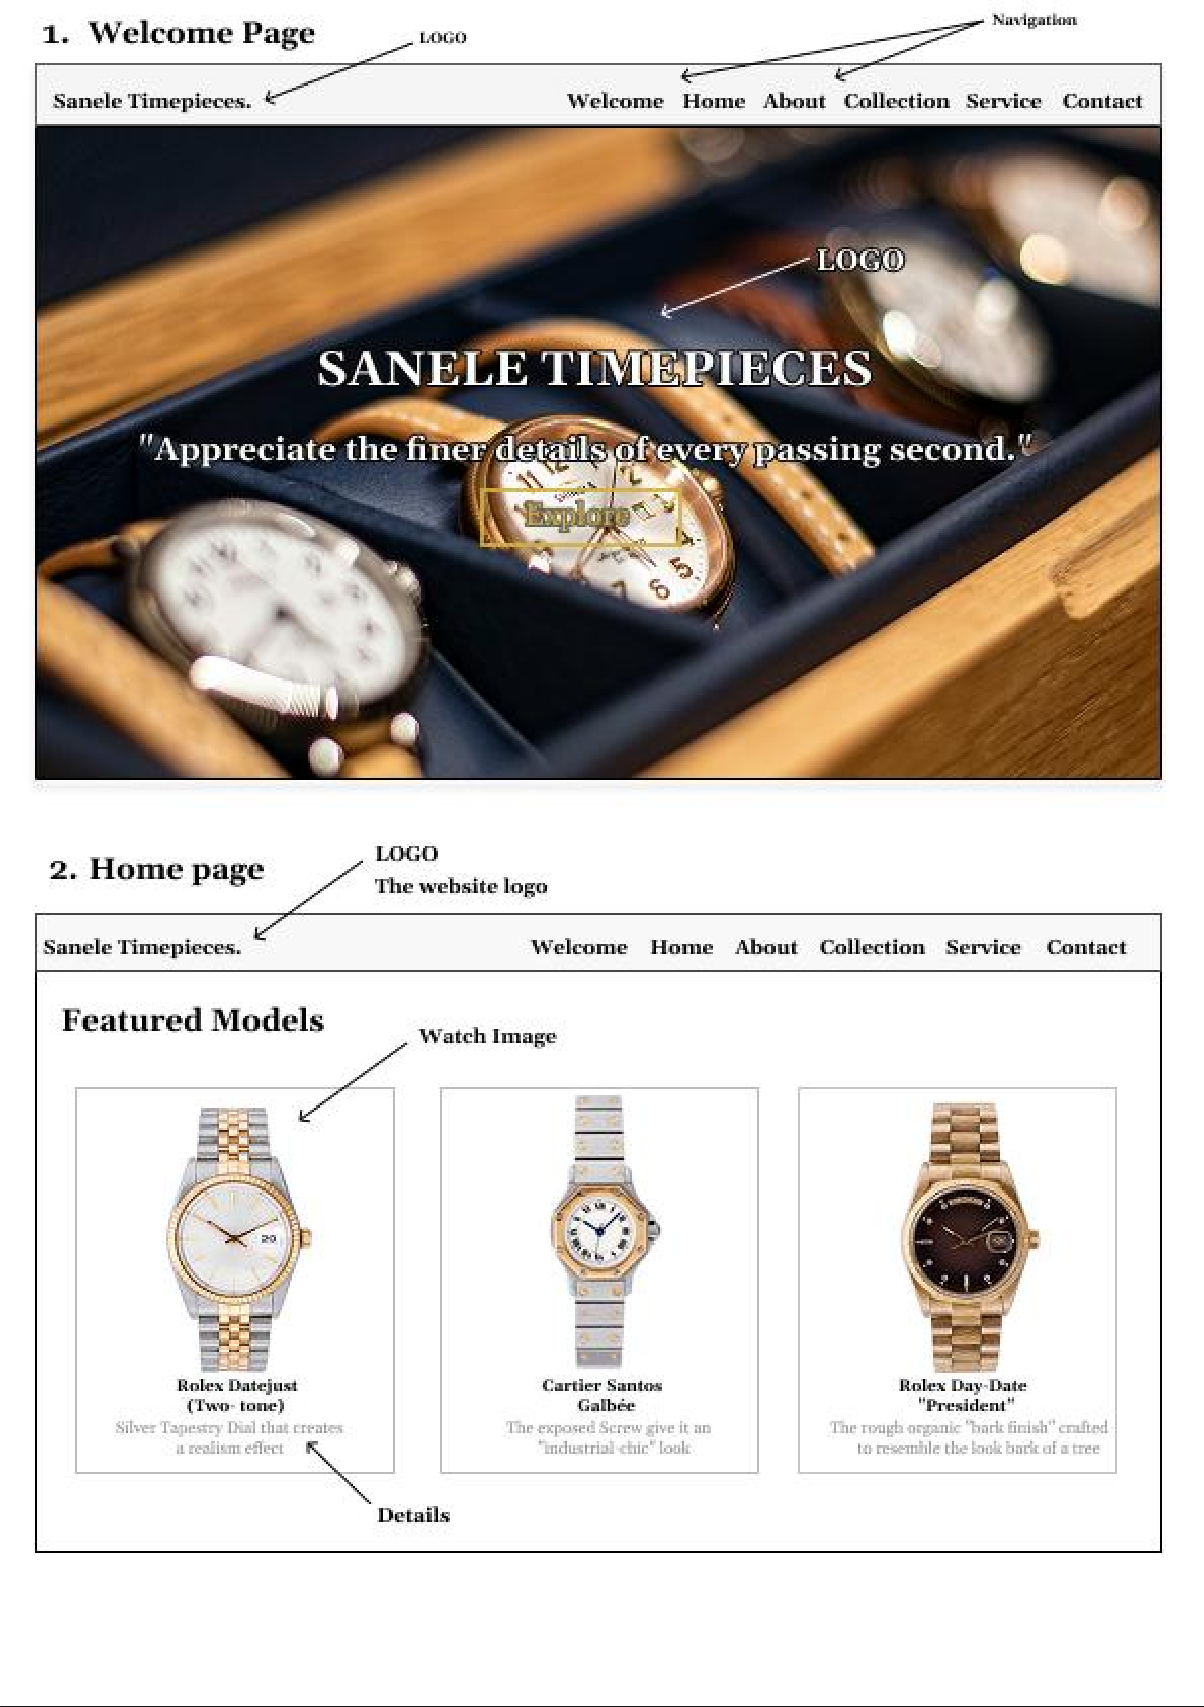 1. Welcome Page
LOGO
Navigation
Sanele Timepieces.
Welcome Home About Collection Service Contact
LOGO
SANELE TIMEPIECES
"Appreciate the finer details of every passing second."
Explore
2. Home page
LOGO
The website logo
Sanele Timepieces.
Welcome Home About Collection Service Contact
Featured Models
Watch Image
20
Rolex Datejust
(Two- tone)
Silver Tapestry Dial that creates
a realism effect
Cartier Santos
Galbée
The exposed Screw give it an
"industrial-chic" look
Rolex Day-Date
"President"
The rough organic "bark finish" crafted
to resemble the look bark of a tree
Details